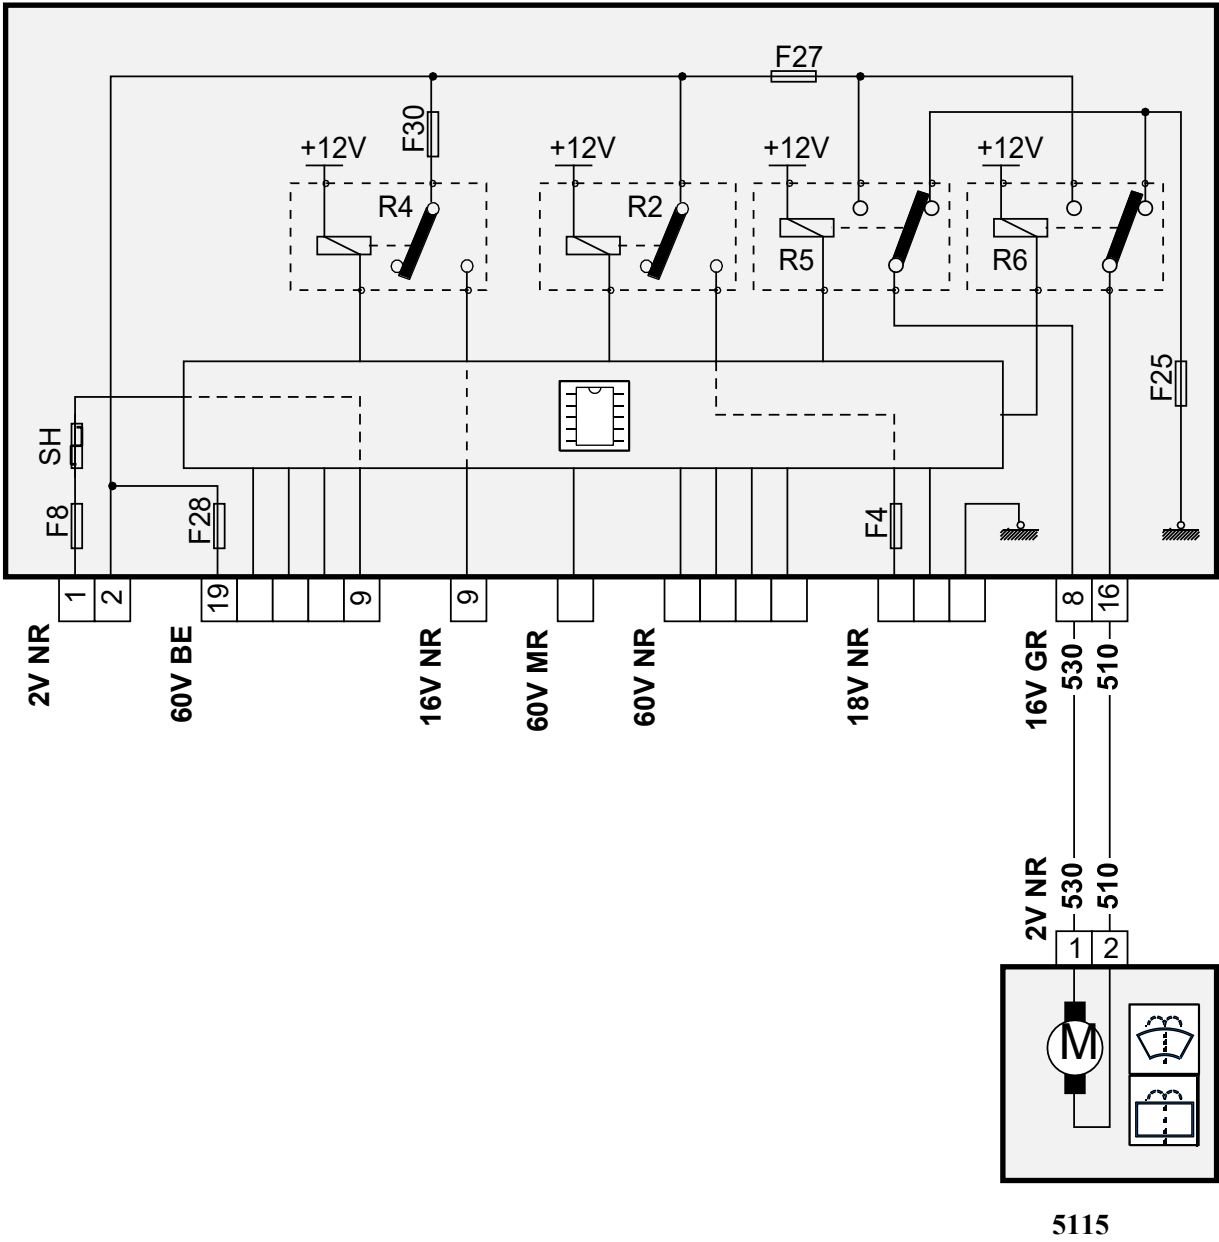 F27
F30
+12V
+12V
+12V
+12V
R4
R2
R5
R6
F25
SH
F8
F28
F4
1
2
19
9
9
8
16
2V NR
60V BE
16V NR
60V MR
60V NR
18V NR
16V GR
530
510
2V NR
530
510
1
2
M
5115